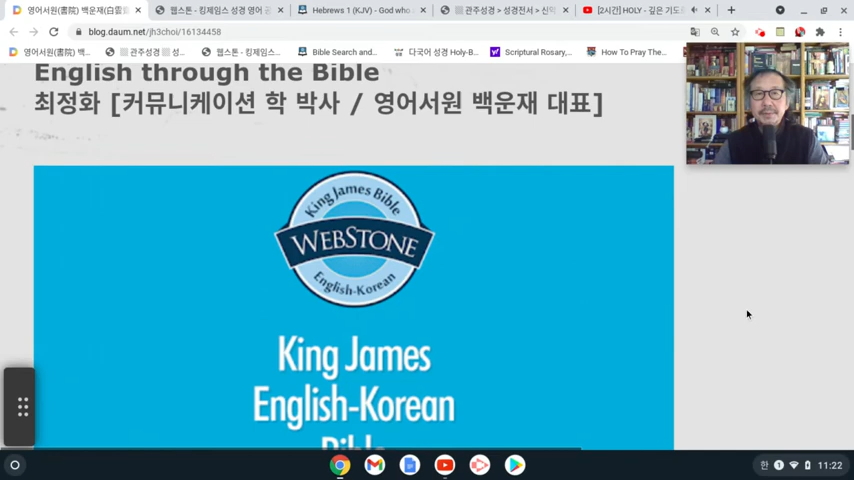 영어서원(書院) 백운재(白雲
웹스톤 - 킹제임스 성경 영어 공
Hebrews 1 (KJV) - God who
관주성경 > 성경전서 > 신약
[2시간] HOLY - 깊은 기도
blog.daum.net/jh3choi/16134458
영어서원(書院) 백...
관주성경 > 성...
웹스톤 - 킹제임스...
Bible Search and...
다국어 성경 Holy-B...
Scriptural Rosary,...
How To Pray The...
English through the Bible
최정화 [커뮤니케이션 학 박사 / 영어서원 백운재 대표]
King James Bible
WEBSTONE
English-Korean
King James
English-Korean
Bible
한
1
11:22